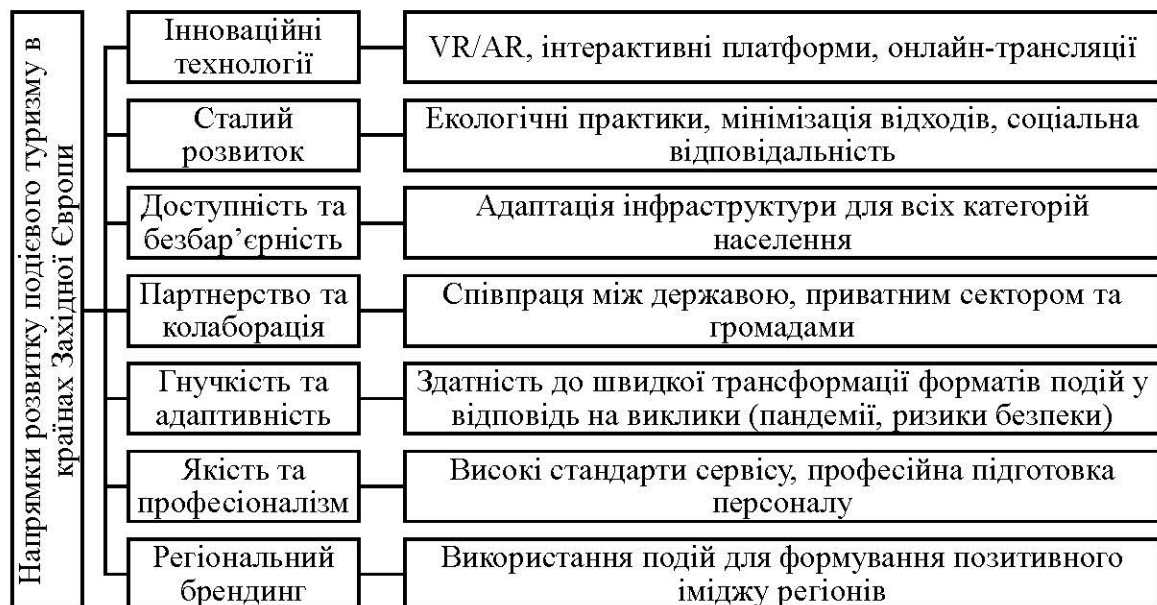 Напрямки розвитку подієвого туризму в
країнах Західної Європи
Інноваційні
технології
VR/AR, інтерактивні платформи, онлайн-трансляції
Сталий
розвиток
Екологічні практики, мінімізація відходів, соціальна
відповідальність
Доступність та
безбар’єрність
Адаптація інфраструктури для всіх категорій
населення
Партнерство та
колаборація
Співпраця між державою, приватним сектором та
громадами
Гнучкість та
адаптивність
Здатність до швидкої трансформації форматів подій у
відповідь на виклики (пандемії, ризики безпеки)
Якість та
професіоналізм
Високі стандарти сервісу, професійна підготовка
персоналу
Регіональний
брендинг
Використання подій для формування позитивного
іміджу регіонів